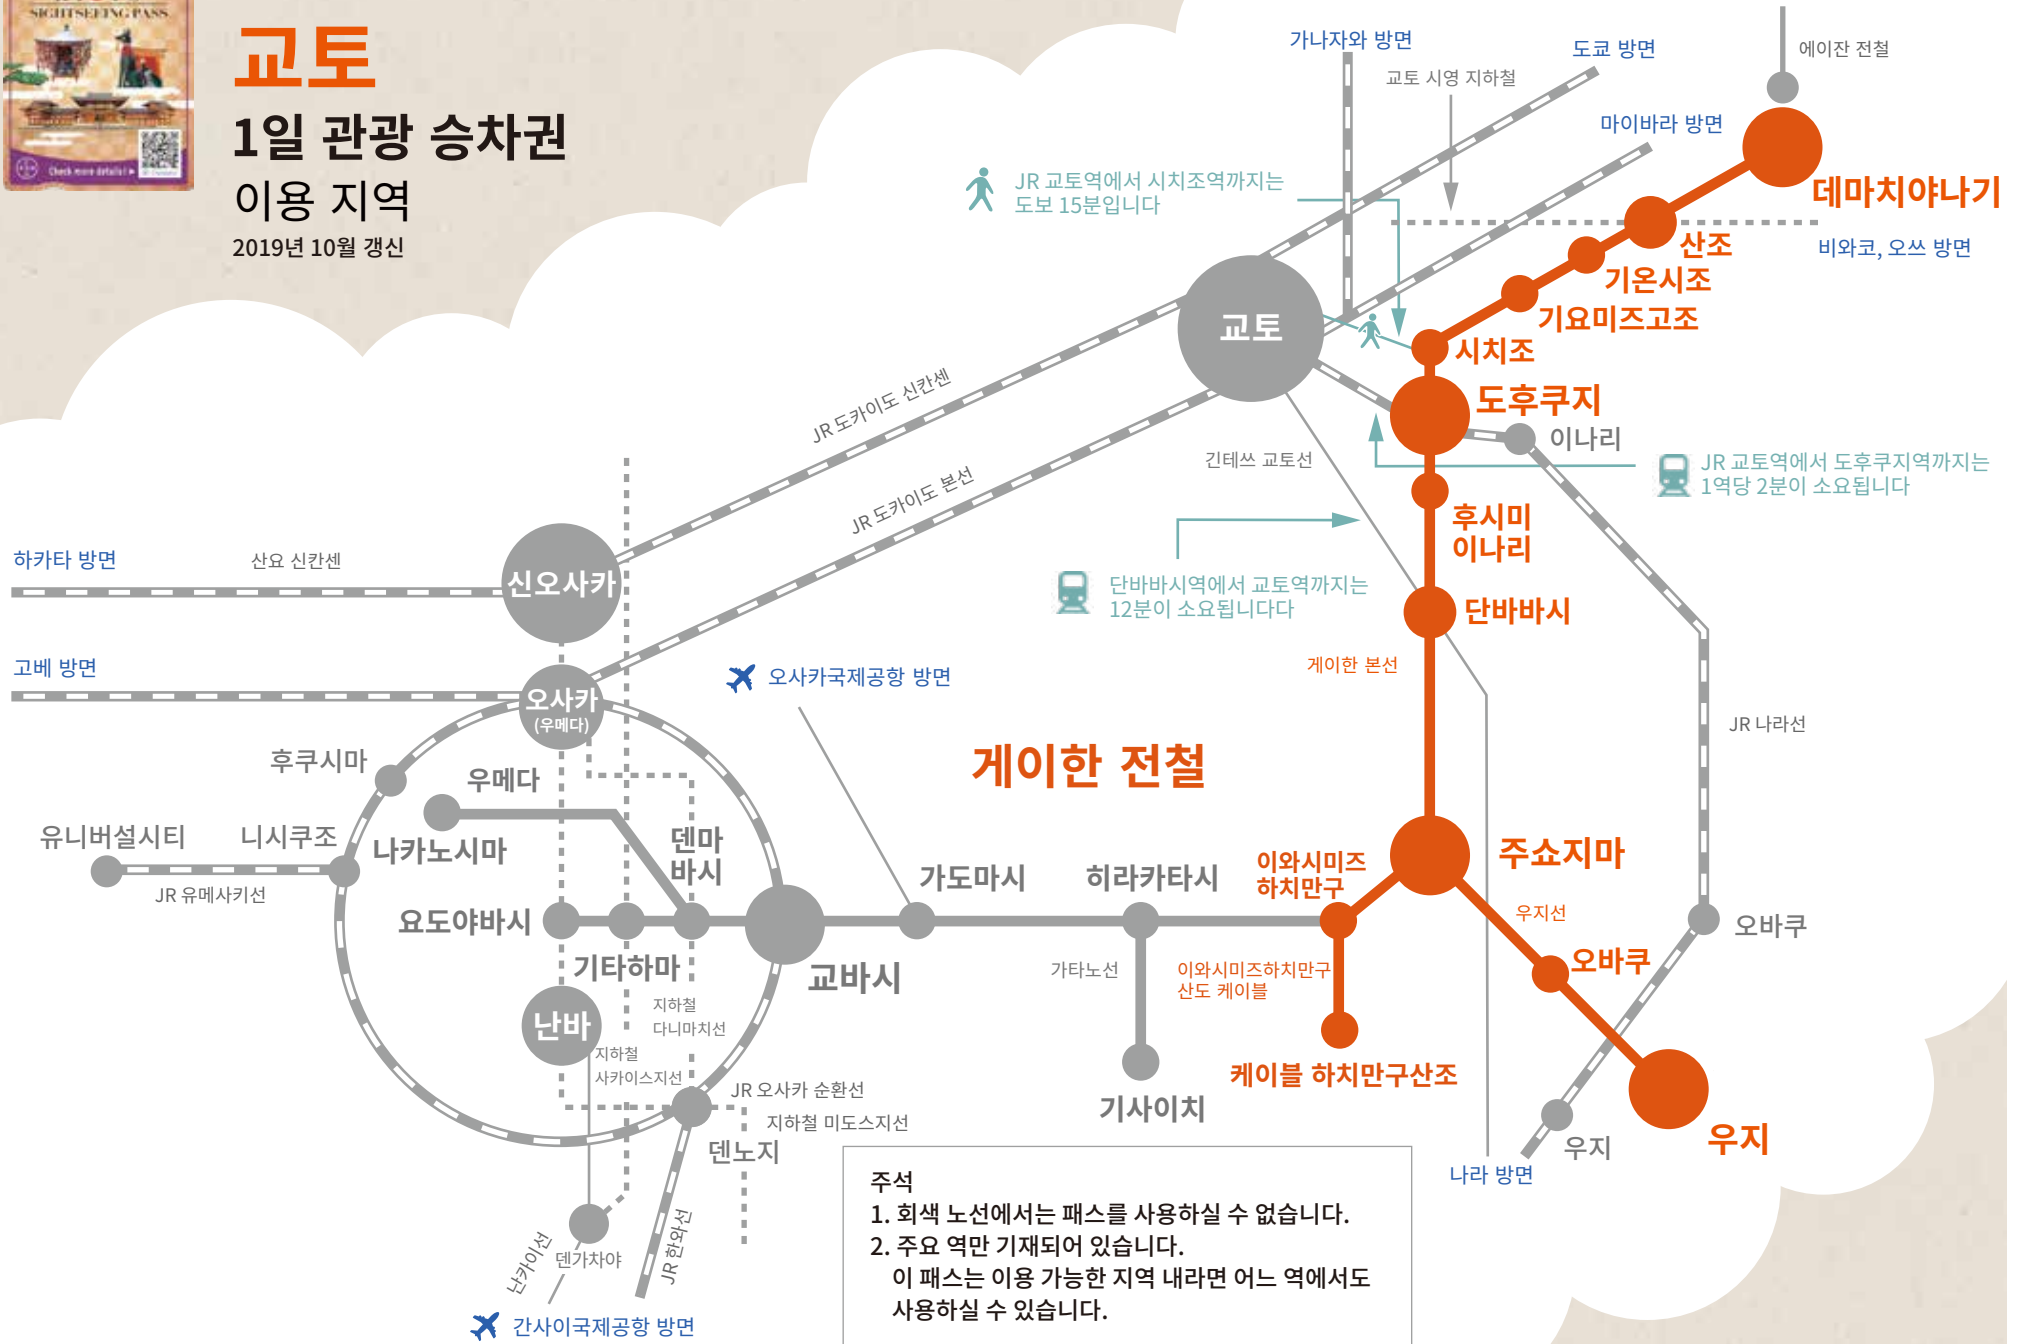 SIGHTSEEING PASS
Check more details! ▶
교토
1일 관광 승차권
이용 지역
2019년 10월 갱신
가나자와 방면
도쿄 방면
에이잔 전철
교토 시영 지하철
마이바라 방면
JR 교토역에서 시치조역까지는
도보 15분입니다
데마치야나기
산조
비와코, 오쓰 방면
기온시조
기요미즈고조
교토
시치조
JR 도카이도 신칸센
도후쿠지
이나리
긴테쓰 교토선
JR 교토역에서 도후쿠지역까지는
1역당 2분이 소요됩니다
JR 도카이도 본선
후시미
이나리
하카타 방면
산요 신칸센
신오사카
단바바시역에서 교토역까지는
12분이 소요됩니다다
단바바시
고베 방면
오사카국제공항 방면
게이한 본선
오사카
(우메다)
JR 나라선
후쿠시마
우메다
게이한 전철
유니버설시티
니시쿠조
나카노시마
덴마
바시
가도마시
히라카타시
이와시미즈
하치만구
주쇼지마
JR 유메사키선
요도야바시
우지선
오바쿠
기타하마
교바시
가타노선
이와시미즈하치만구
산도 케이블
오바쿠
난바
지하철
다니마치선
지하철
사카이스지선
케이블 하치만구산조
JR 오사카 순환선
기사이치
지하철 미도스지선
덴노지
우지
우지
나라 방면
난카이선
덴가차야
JR 한와선
간사이국제공항 방면
주석
1. 회색 노선에서는 패스를 사용하실 수 없습니다.
2. 주요 역만 기재되어 있습니다.
이 패스는 이용 가능한 지역 내라면 어느 역에서도
사용하실 수 있습니다.